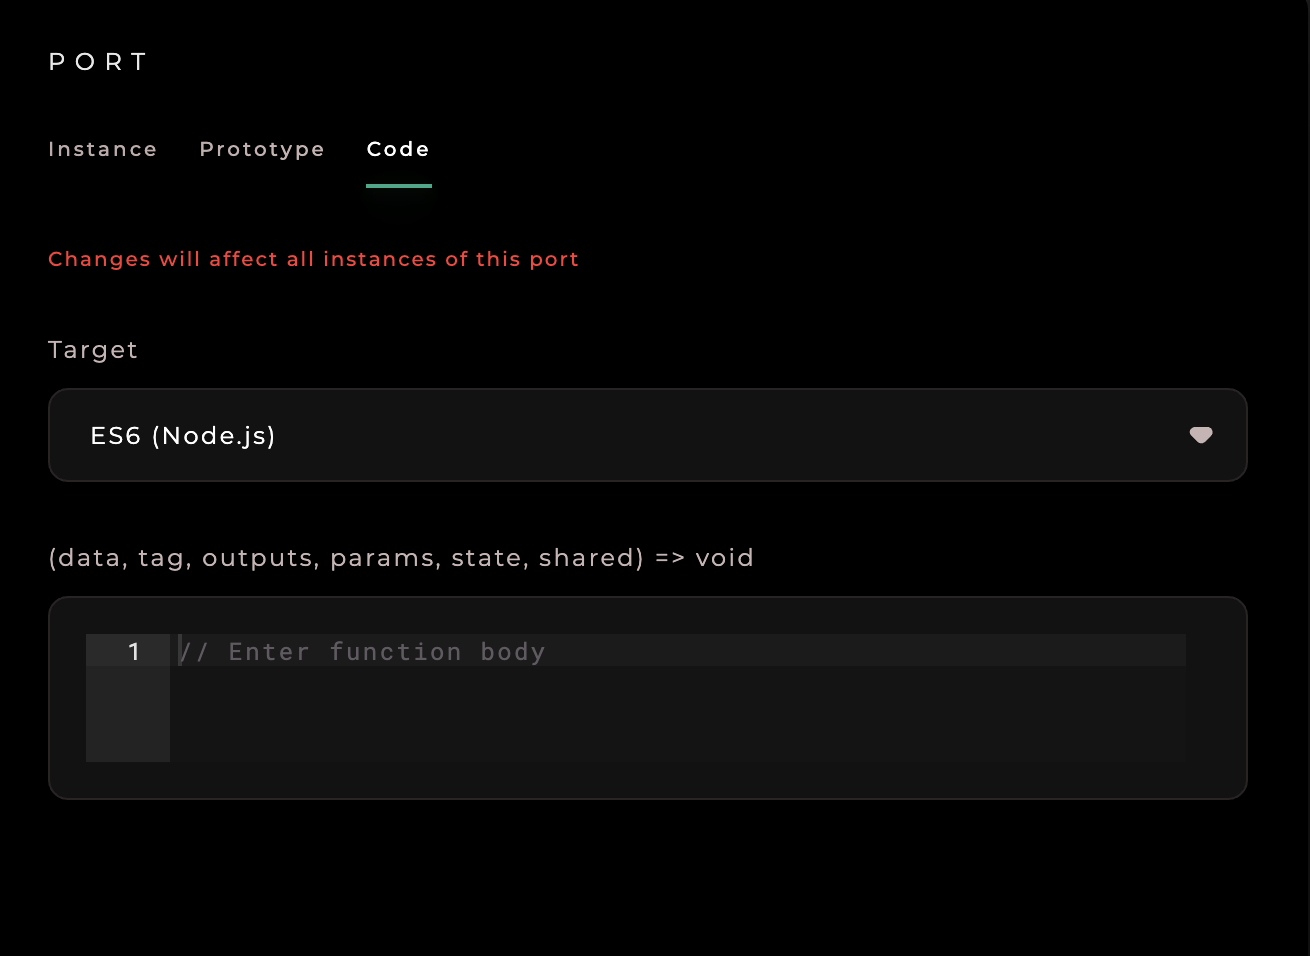 PORT
Instance Prototype Code
Changes will affect all instances of this port
Target
ES6 (Node.js)
(data, tag, outputs, params, state, shared) => void
1 // Enter function body